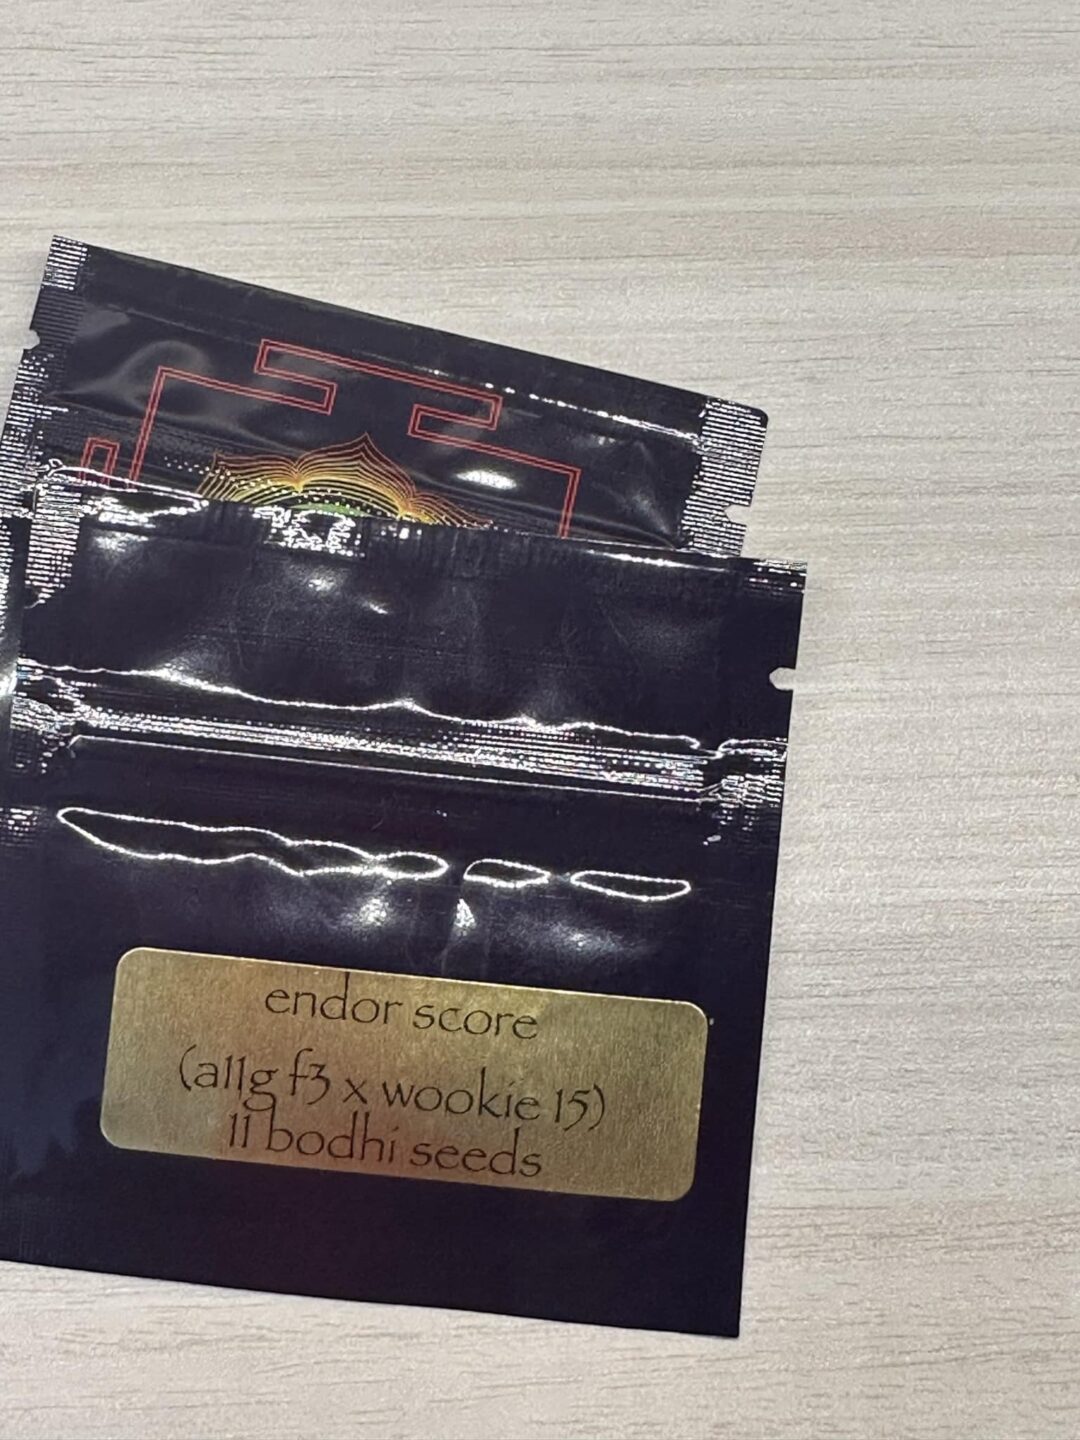 endor score
(a11g f3 x wookie 15)
11 bodhi seeds